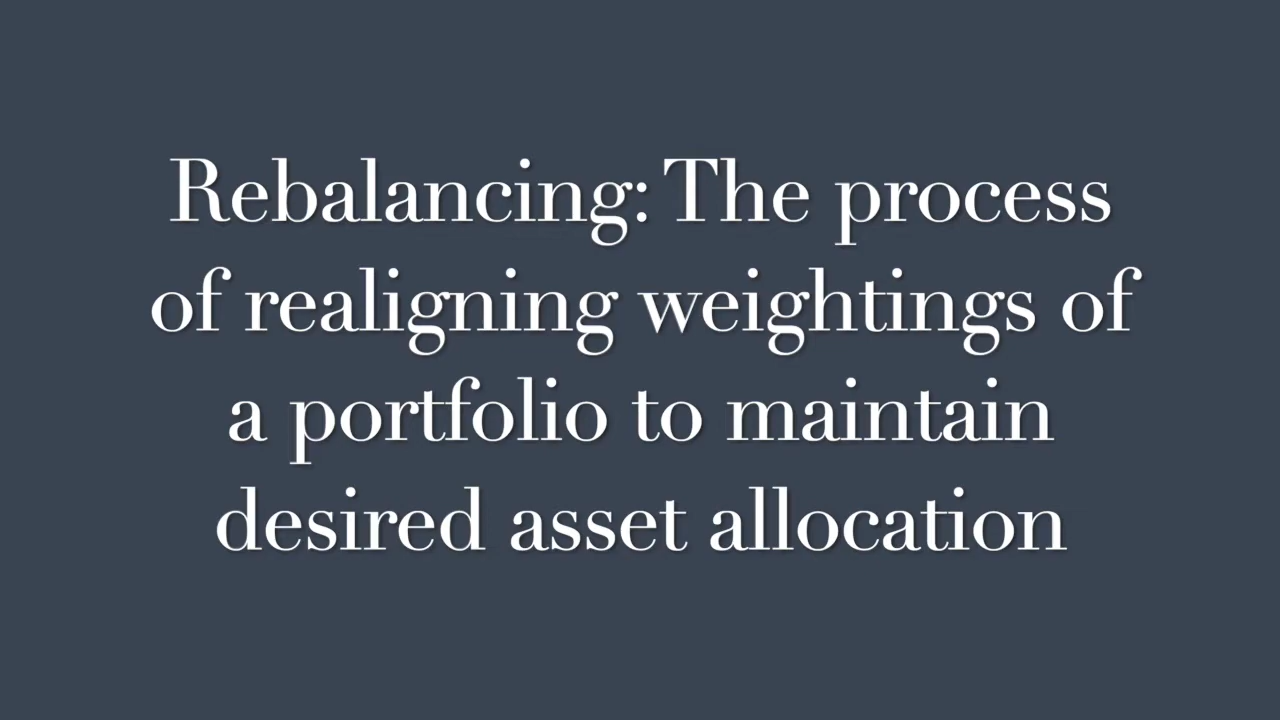 Rebalancing: The process
of realigning weightings of
a portfolio to maintain
desired asset allocation